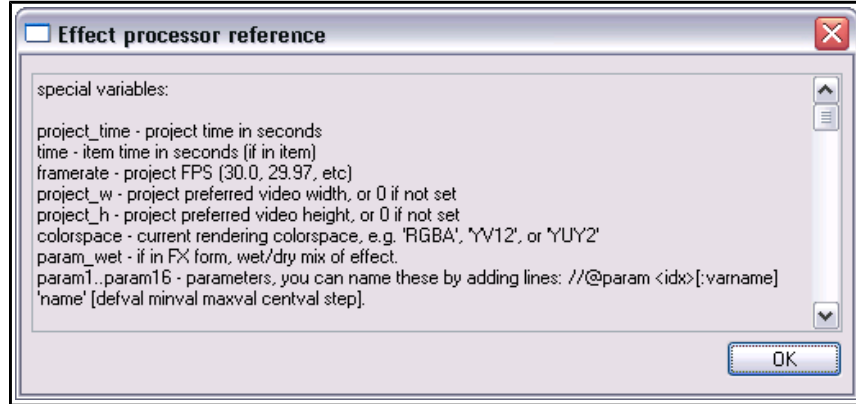 Effect processor reference
special variables:
project_time - project time in seconds
time - item time in seconds (if in item)
framerate - project FPS (30.0, 29.97, etc)
project_w - project preferred video width, or 0 if not set
project_h - project preferred video height, or 0 if not set
colorspace - current rendering colorspace, e.g. 'RGBA', 'YV12', or 'YUY2'
param_wet - if in FX form, wet/dry mix of effect.
param1..param16 - parameters, you can name these by adding lines: //@param <idx>[:varname]
'name' [defval minval maxval centval step].
OK